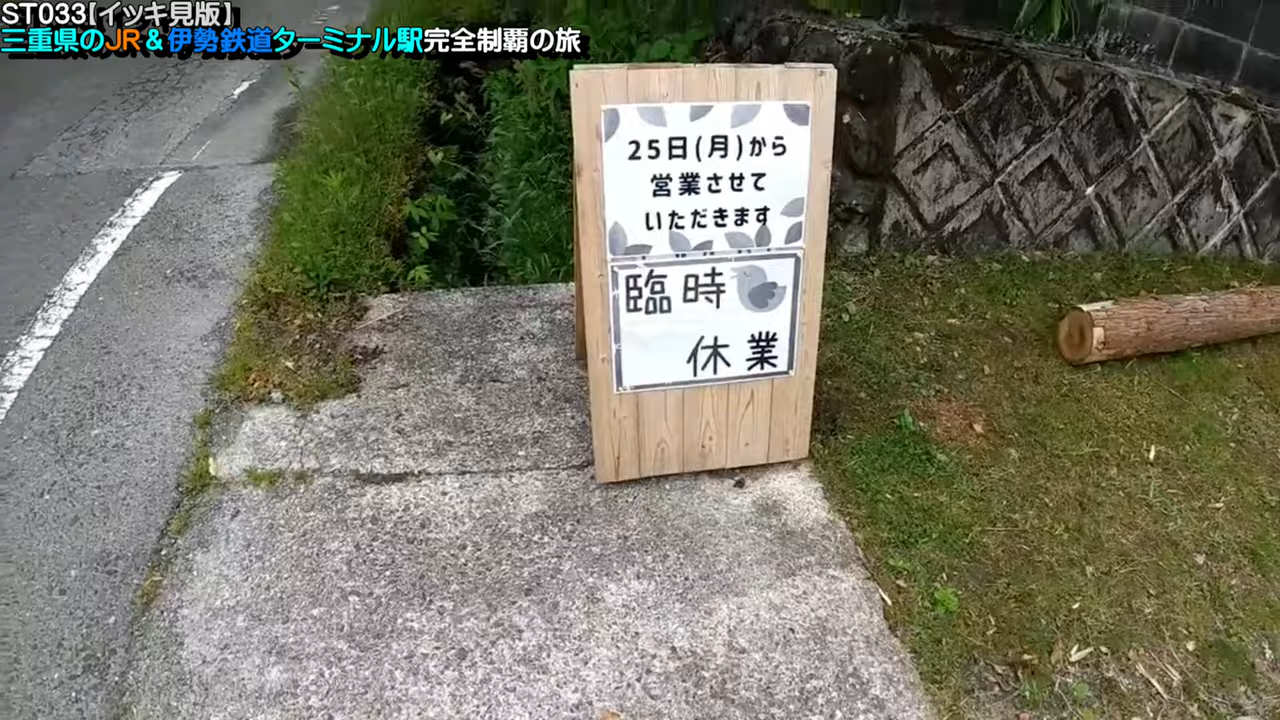 ST033【イッキ見版】
三重県のJR＆伊勢鉄道ターミナル駅完全制覇の旅
25日(月)から
営業させて
いただきます
臨時
休業